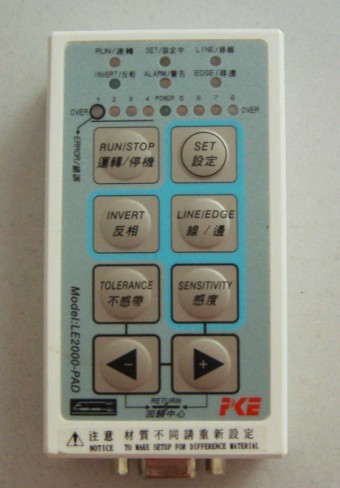 RUN/運轉 SET/設定中 LINE/尋線
INVERT/反相 ALARM/警告 EDGE/尋邊
1 2 3 4 POWER 5 6 7 8
OVER OVER
ERROR/
RUN/STOP
運轉/停機
SET
設定
INVERT
反相
LINE/EDGE
線/邊
TOLERANCE
不感帶
SENSITIVITY
感度
- +
Model:LE2000-PAD
RETURN
回歸中心
PKE
注意 材質不同請重新設定
NOTICE TO MAKE SETUP FOR DIFFERENCE MATERIAL